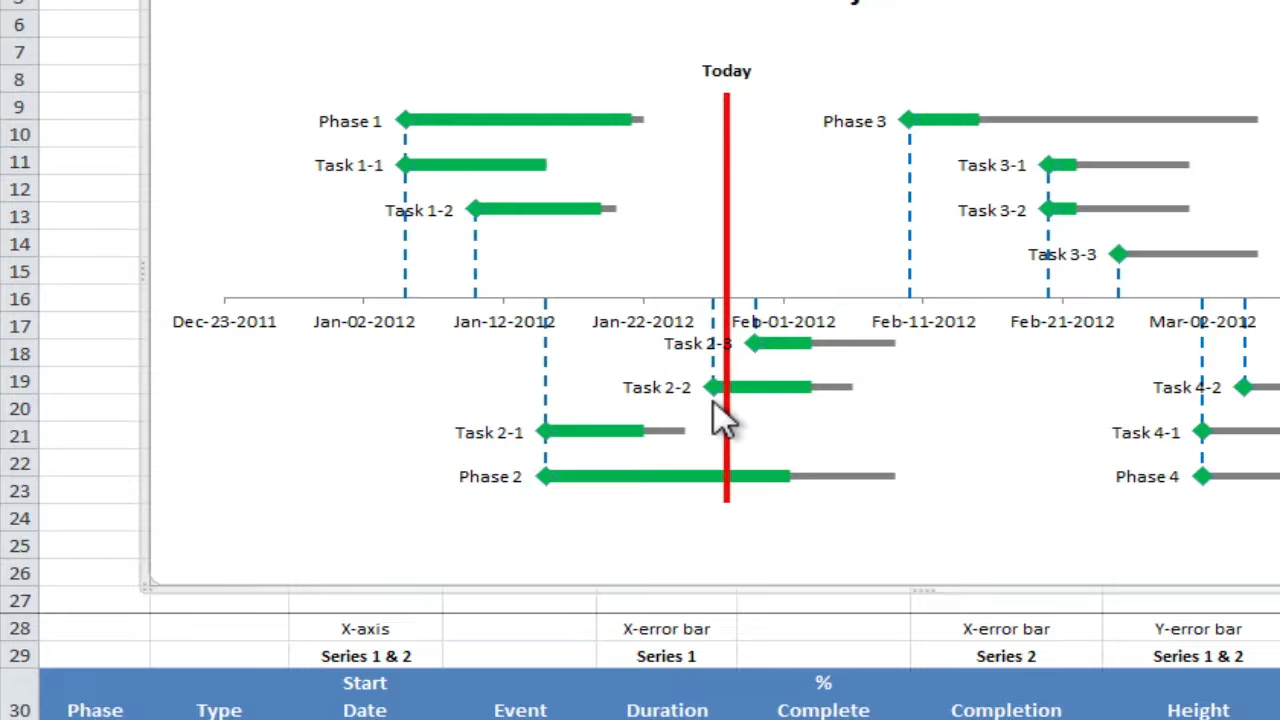 6
7
8
9
10
11
12
13
14
15
16
17
18
19
20
21
22
23
24
25
26
27
28
29
30
Today
Phase 1
Phase 3
Task 1-1
Task 3-1
Task 1-2
Task 3-2
Task 3-3
Dec-23-2011 Jan-02-2012 Jan-12-2012 Jan-22-2012 Feb-01-2012 Feb-11-2012 Feb-21-2012 Mar-02-2012
Task 2-3
Task 2-2
Task 4-2
Task 2-1
Task 4-1
Phase 2
Phase 4
X-axis X-error bar X-error bar Y-error bar
Series 1 & 2 Series 1 Series 2 Series 1 & 2
Start %
Phase Type Date Event Duration Complete Completion Height